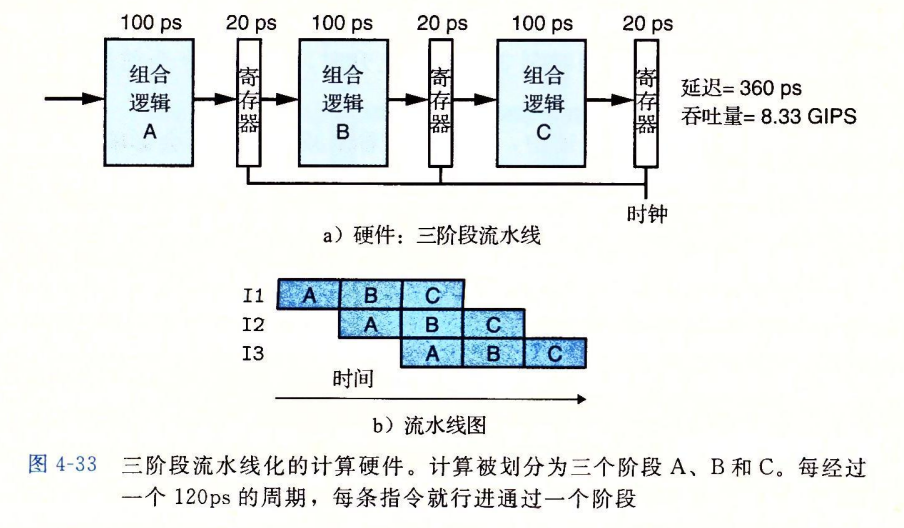 100 ps 20 ps 100 ps 20 ps 100 ps 20 ps
组合
逻辑
A
寄存器
组合
逻辑
B
寄存器
组合
逻辑
C
寄存器
延迟= 360 ps
吞吐量= 8.33 GIPS
时钟
a）硬件：三阶段流水线
I1 A B C
I2 A B C
I3 A B C
时间
b）流水线图
图 4-33 三阶段流水线化的计算硬件。计算被划分为三个阶段 A、B 和 C。每经过
一个 120ps 的周期，每条指令就行进通过一个阶段